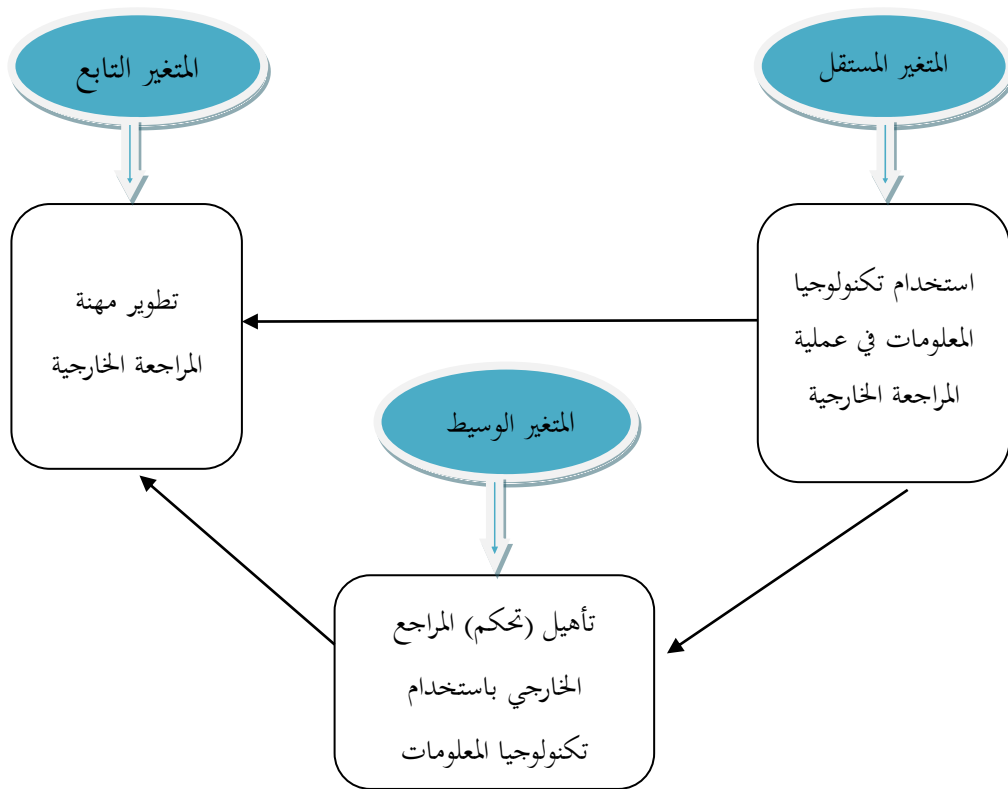 المتغير المستقل
المتغير التابع
استخدام تكنولوجيا
المعلومات في عملية
المراجعة الخارجية
تطوير مهنة
المراجعة الخارجية
المتغير الوسيط
تأهيل (تحكم) المراجع
الخارجي باستخدام
تكنولوجيا المعلومات